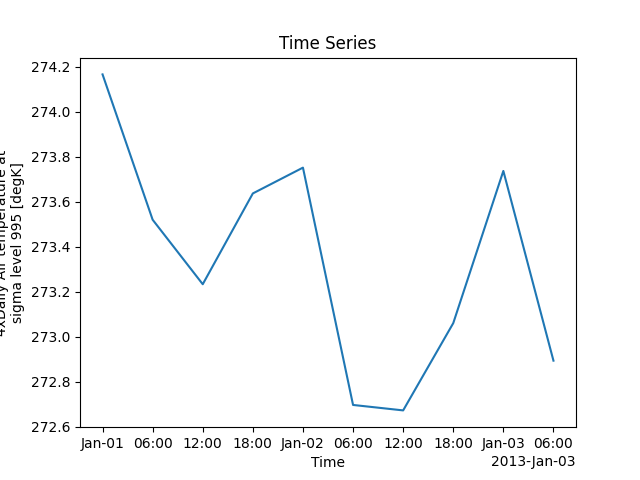 Time Series
274.2
274.0
273.8
273.6
273.4
273.2
273.0
272.8
272.6
4xDaily Air temperature at
sigma level 995 [degK]
Jan-01 06:00 12:00 18:00 Jan-02 06:00 12:00 18:00 Jan-03 06:00
Time
2013-Jan-03